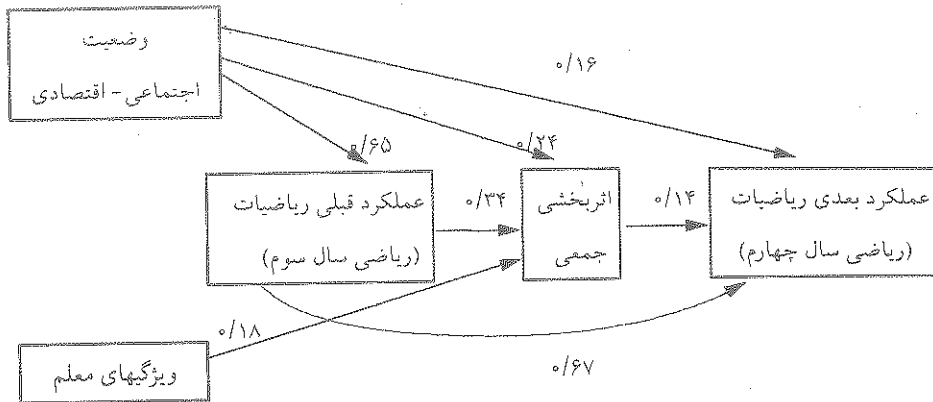 وضعیت
اجتماعی - اقتصادی
۰/۱۶
۰/۶۵
۰/۲۴
عملکرد قبلی ریاضیات
(ریاضی سال سوم)
۰/۳۴
اثربخشی
جمعی
۰/۱۴
عملکرد بعدی ریاضیات
(ریاضی سال چهارم)
۰/۱۸
ویژگیهای معلم
۰/۶۷